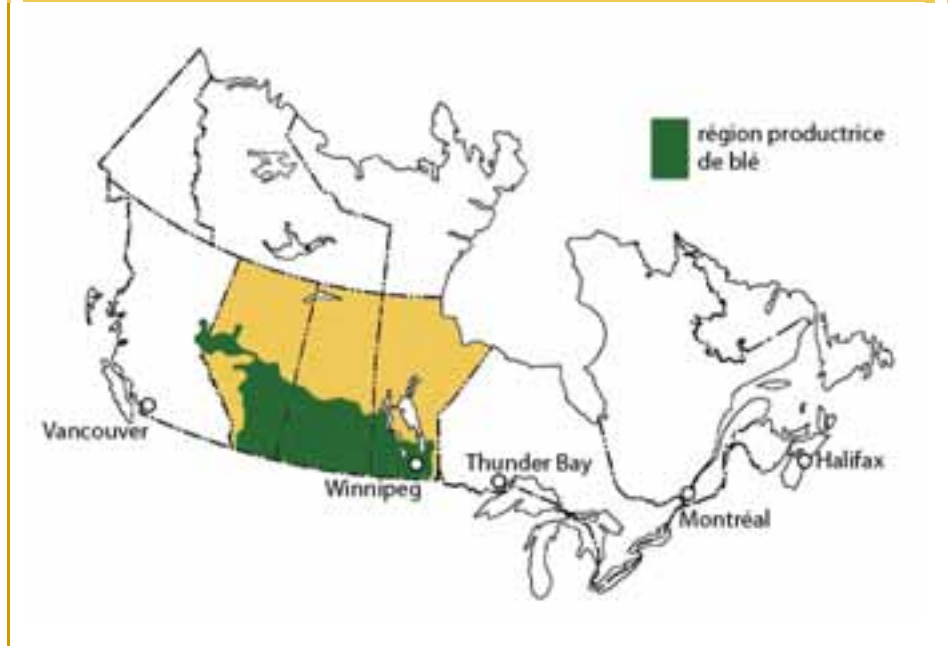 région productrice
de blé
Vancouver
Winnipeg
Thunder Bay
Montréal
Halifax